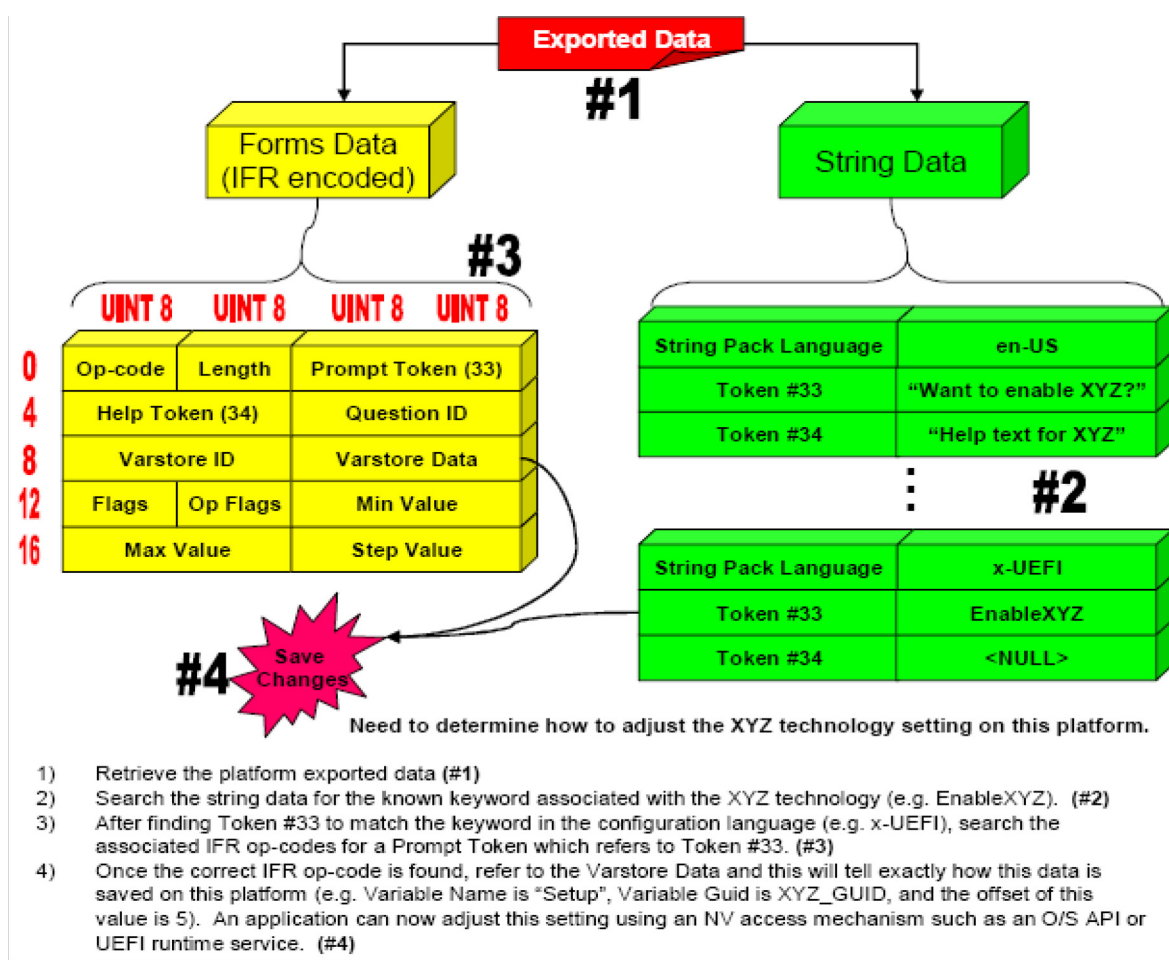 Exported Data
#1
Forms Data
(IFR encoded)
String Data
#3
UINT 8 UINT 8 UINT 8 UINT 8
0 Op-code Length Prompt Token (33)
4 Help Token (34) Question ID
8 Varstore ID Varstore Data
12 Flags Op Flags Min Value
16 Max Value Step Value
String Pack Language en-US
Token #33 “Want to enable XYZ?”
Token #34 “Help text for XYZ”
#2
String Pack Language x-UEFI
Token #33 EnableXYZ
Token #34 <NULL>
#4
Save
Changes
Need to determine how to adjust the XYZ technology setting on this platform.
1) Retrieve the platform exported data (#1)
2) Search the string data for the known keyword associated with the XYZ technology (e.g. EnableXYZ). (#2)
3) After finding Token #33 to match the keyword in the configuration language (e.g. x-UEFI), search the
associated IFR op-codes for a Prompt Token which refers to Token #33. (#3)
4) Once the correct IFR op-code is found, refer to the Varstore Data and this will tell exactly how this data is
saved on this platform (e.g. Variable Name is “Setup”, Variable Guid is XYZ_GUID, and the offset of this
value is 5). An application can now adjust this setting using an NV access mechanism such as an O/S API or
UEFI runtime service. (#4)